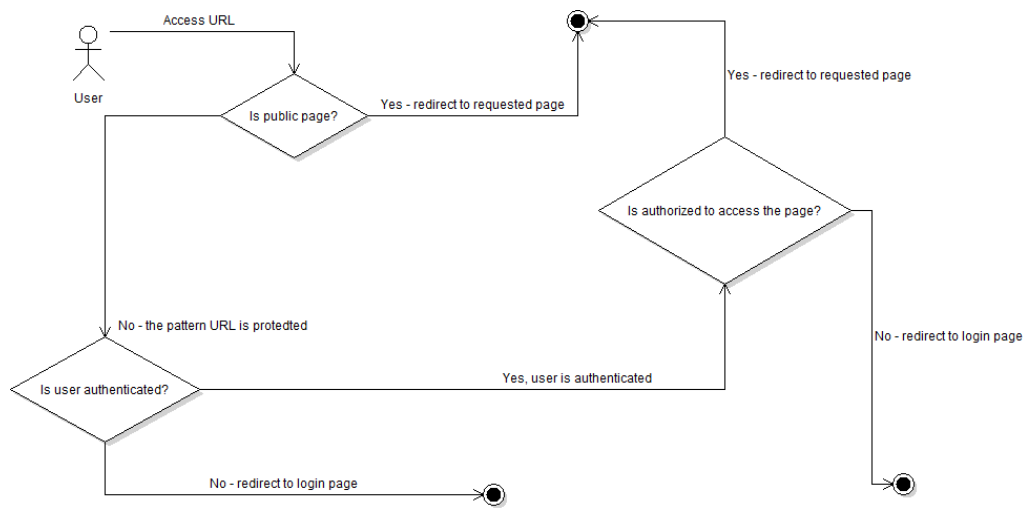 Access URL
User
Is public page?
Yes - redirect to requested page
Yes - redirect to requested page
Is authorized to access the page?
No - the pattern URL is protedted
No - redirect to login page
Is user authenticated?
Yes, user is authenticated
No - redirect to login page